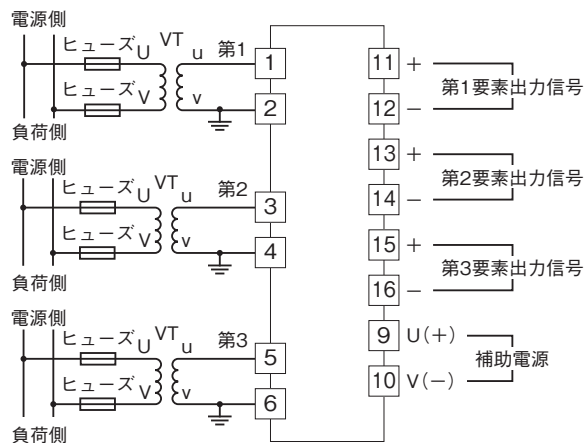 電源側
ヒューズ U VT u 第1 1
ヒューズ V v 2
負荷側
電源側
ヒューズ U VT u 第2 3
ヒューズ V v 4
負荷側
電源側
ヒューズ U VT u 第3 5
ヒューズ V v 6
負荷側
11 +
第1要素出力信号
12 −
13 +
第2要素出力信号
14 −
15 +
第3要素出力信号
16 −
9 U(+)
補助電源
10 V(−)